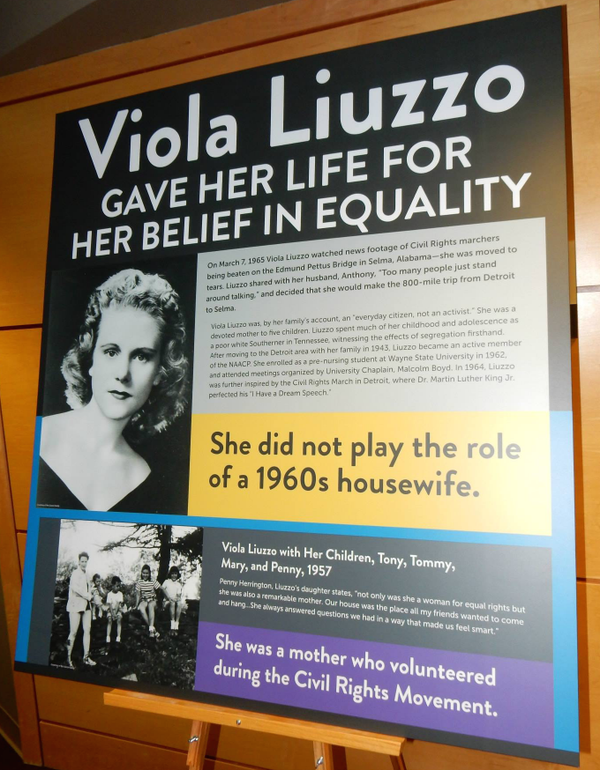 Viola Liuzzo
GAVE HER LIFE FOR
HER BELIEF IN EQUALITY
On March 7, 1965 Viola Liuzzo watched news footage of Civil Rights marchers
being beaten on the Edmund Pettus Bridge in Selma, Alabama—she was moved to
tears. Liuzzo shared with her husband, Anthony, "Too many people just stand
around talking," and decided that she would make the 800-mile trip from Detroit
to Selma.
Viola Liuzzo was, by her family's account, an "everyday citizen, not an activist." She was a
devoted mother to five children. Liuzzo spent much of her childhood and adolescence as
a poor white Southerner in Tennessee, witnessing the effects of segregation firsthand.
After moving to the Detroit area with her family in 1943, Liuzzo became an active member
of the NAACP. She enrolled as a pre-nursing student at Wayne State University in 1962,
and attended meetings organized by University Chaplain, Malcolm Boyd. In 1964, Liuzzo
was further inspired by the Civil Rights March in Detroit, where Dr. Martin Luther King Jr.
perfected his "I Have a Dream Speech."
She did not play the role
of a 1960s housewife.
Viola Liuzzo with Her Children, Tony, Tommy,
Mary, and Penny, 1957
Penny Herrington, Liuzzo's daughter states, "not only was she a woman for equal rights but
she was also a remarkable mother. Our house was the place all my friends wanted to come
and hang...She always answered questions we had in a way that made us feel smart."
She was a mother who volunteered
during the Civil Rights Movement.